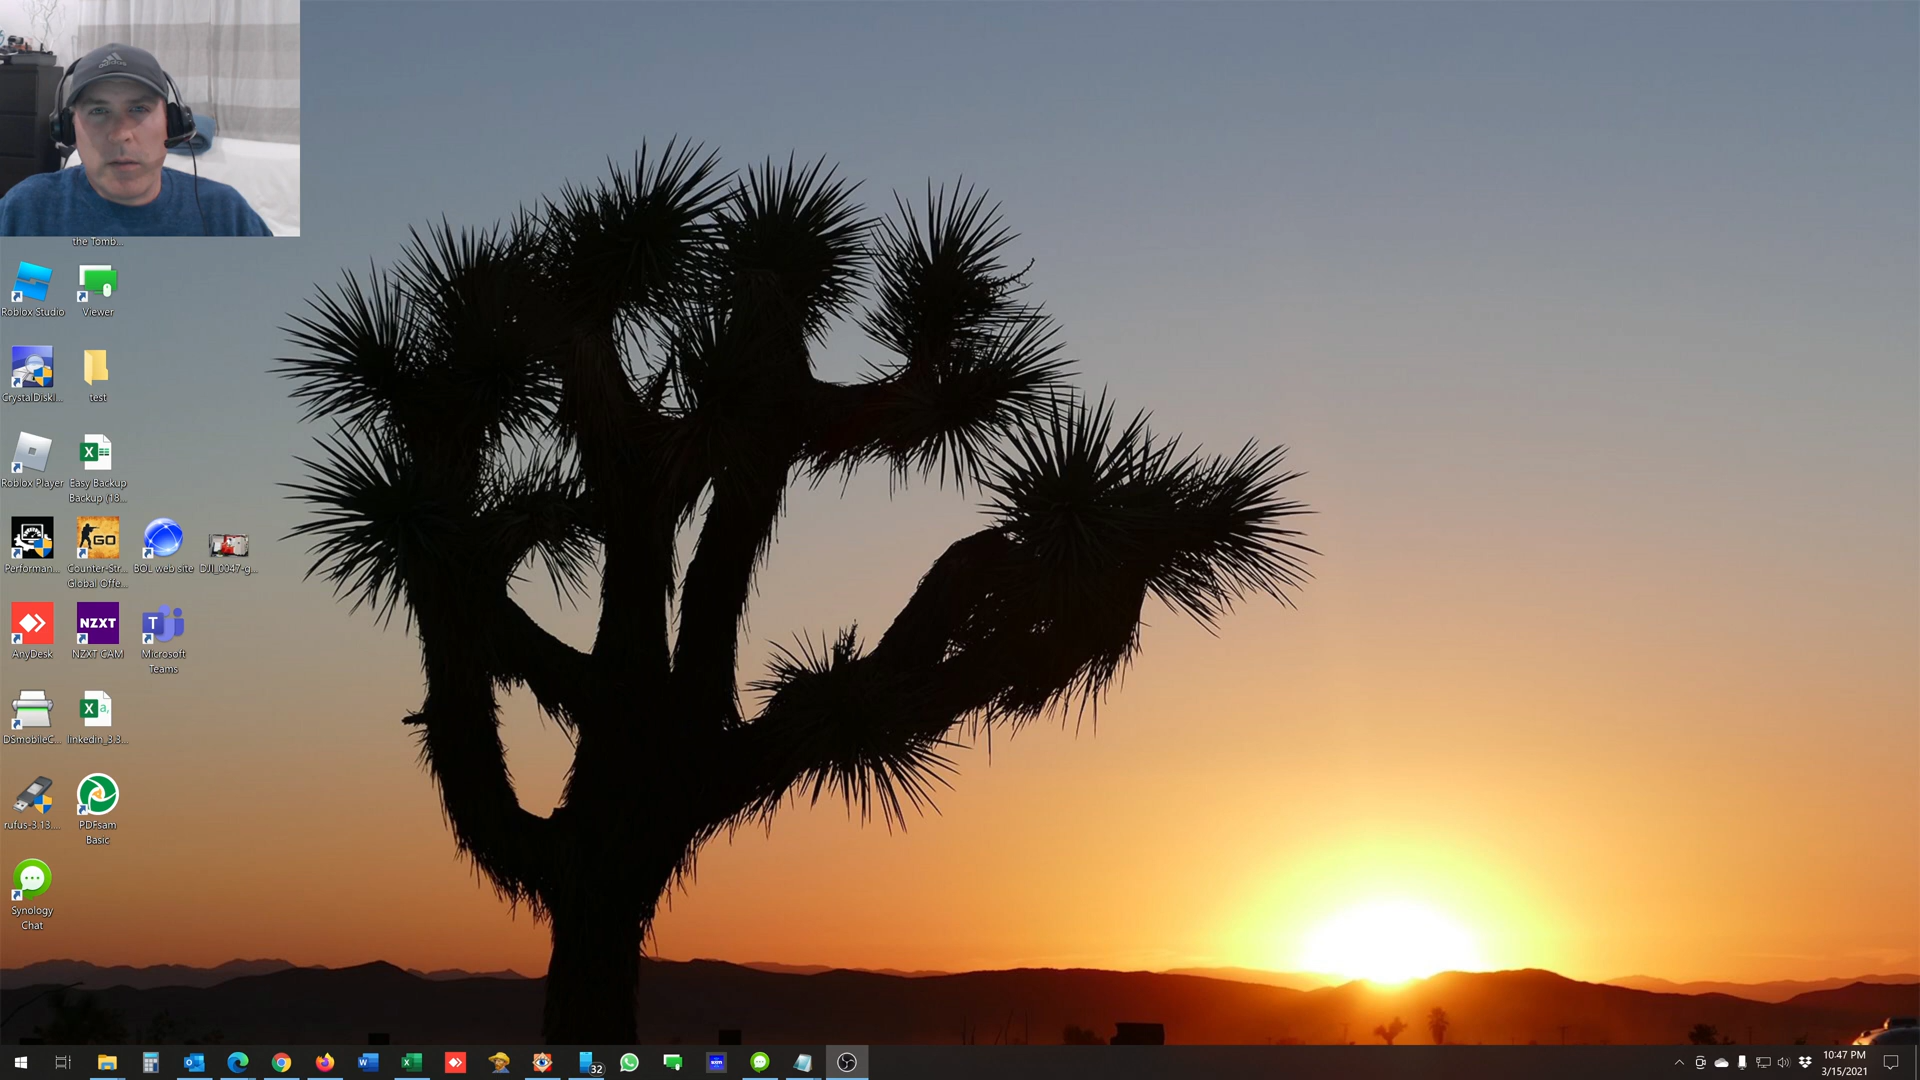 adidas
the Tomb...
Roblox Studio
Viewer
CrystalDiskI...
test
Roblox Player
Easy Backup
Backup (18...
Performan...
Counter-Str...
Global Offe...
GO
BOL web site
DJI_0047-g...
AnyDesk
NZXT
NZXT CAM
T
Microsoft
Teams
DSmobileC...
X a,
linkedin_3.3...
rufus-3.13....
PDFsam
Basic
Synology
Chat
32
10:47 PM
3/15/2021